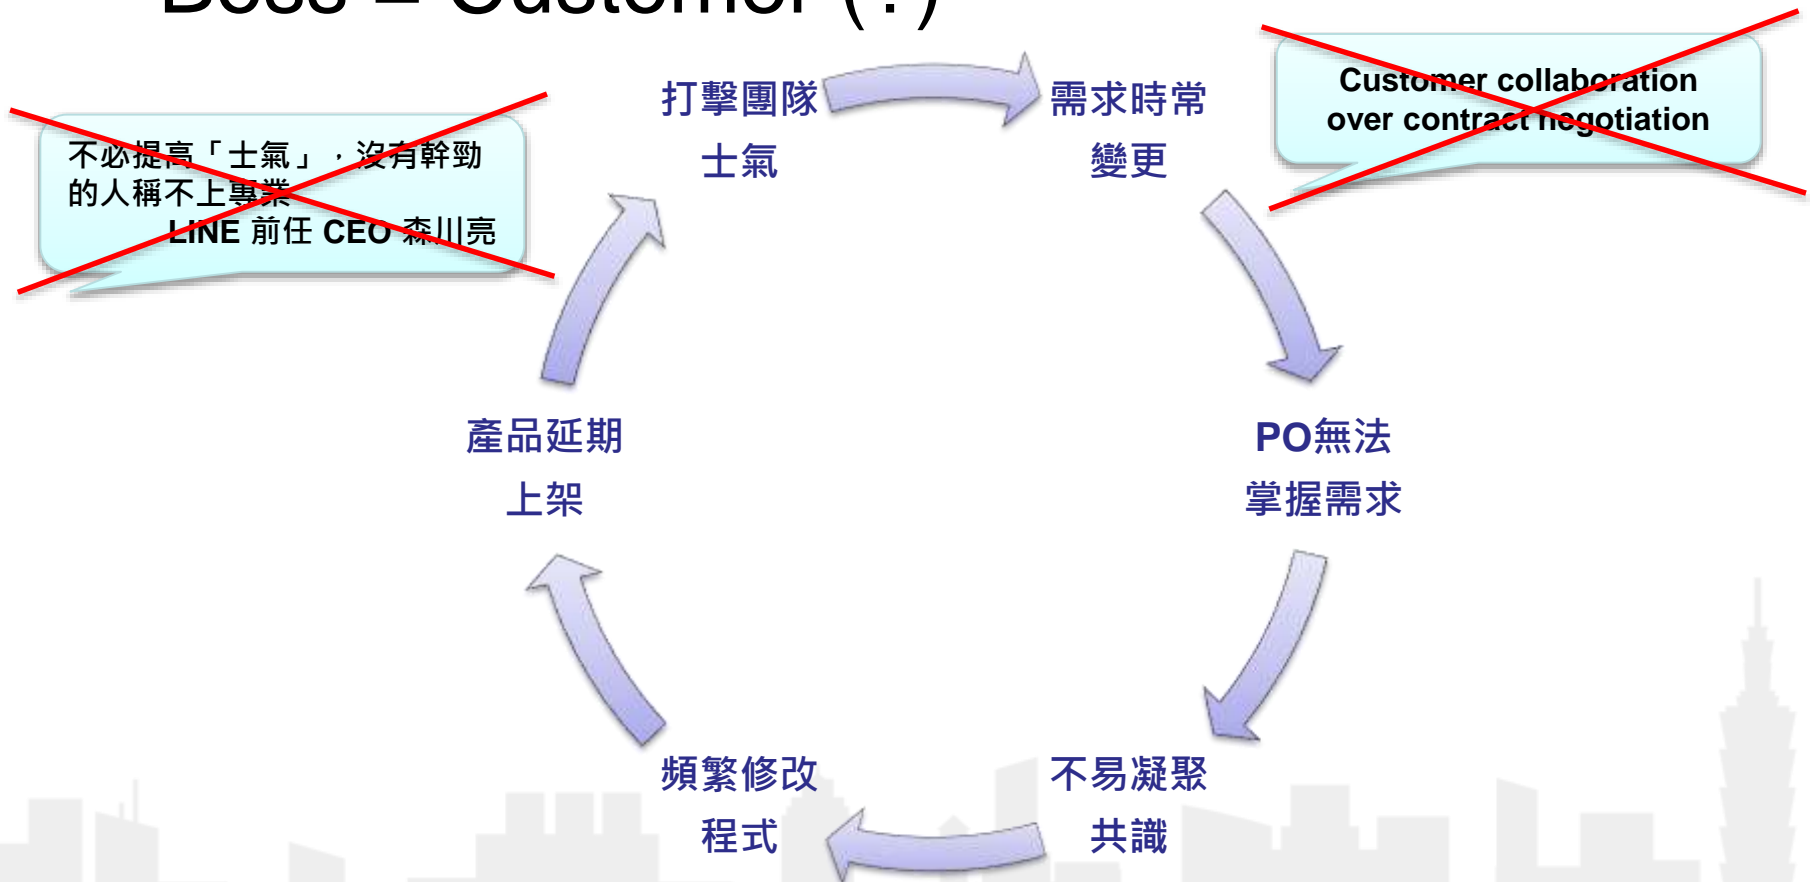 Boss = Customer (?)
打擊團隊
士氣
需求時常
變更
Customer collaboration
over contract negotiation
不必提高「士氣」，沒有幹勁
的人稱不上專業
LINE 前任 CEO 森川亮
產品延期
上架
PO無法
掌握需求
頻繁修改
程式
不易凝聚
共識